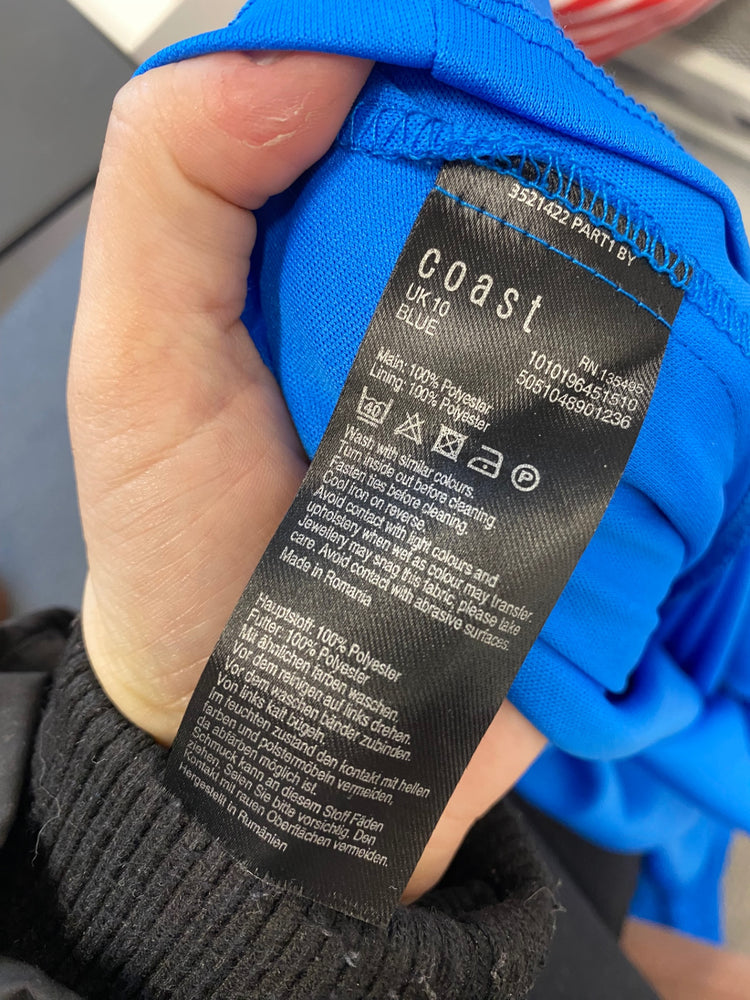 3521422 PART1 BY
coast
UK 10
BLUE
RN 135495
1010196451510
5051048901236
Main: 100% Polyester
Lining: 100% Polyester
40
P
Wash with similar colours.
Turn inside out before cleaning.
Fasten ties before cleaning.
Cool iron on reverse.
Avoid contact with light colours and
upholstery when wet as colour may transfer.
Jewellery may snag this fabric, please take
care. Avoid contact with abrasive surfaces.
Made in Romania
Hauptstoff: 100% Polyester
Futter: 100% Polyester
Mit ähnlichen farben waschen.
Vor dem reinigen auf links drehen.
Vor dem waschen bänder zubinden.
Von links kalt bügeln.
Im feuchten zustand den kontakt mit hellen
farben und polstermöbeln vermeiden,
da abfärben möglich ist.
Schmuck kann an diesem Stoff Fäden
ziehen. Seien Sie bitte vorsichtig. Den
Kontakt mit rauen Oberflächen vermeiden.
Hergestellt in Rumänien